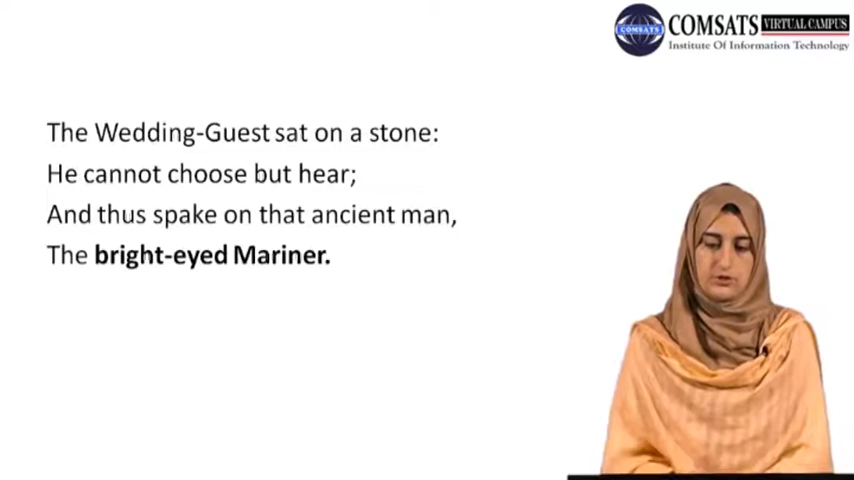 COMSATS VIRTUAL CAMPUS
COMSATS
Institute Of Information Technology
The Wedding-Guest sat on a stone:
He cannot choose but hear;
And thus spake on that ancient man,
The bright-eyed Mariner.